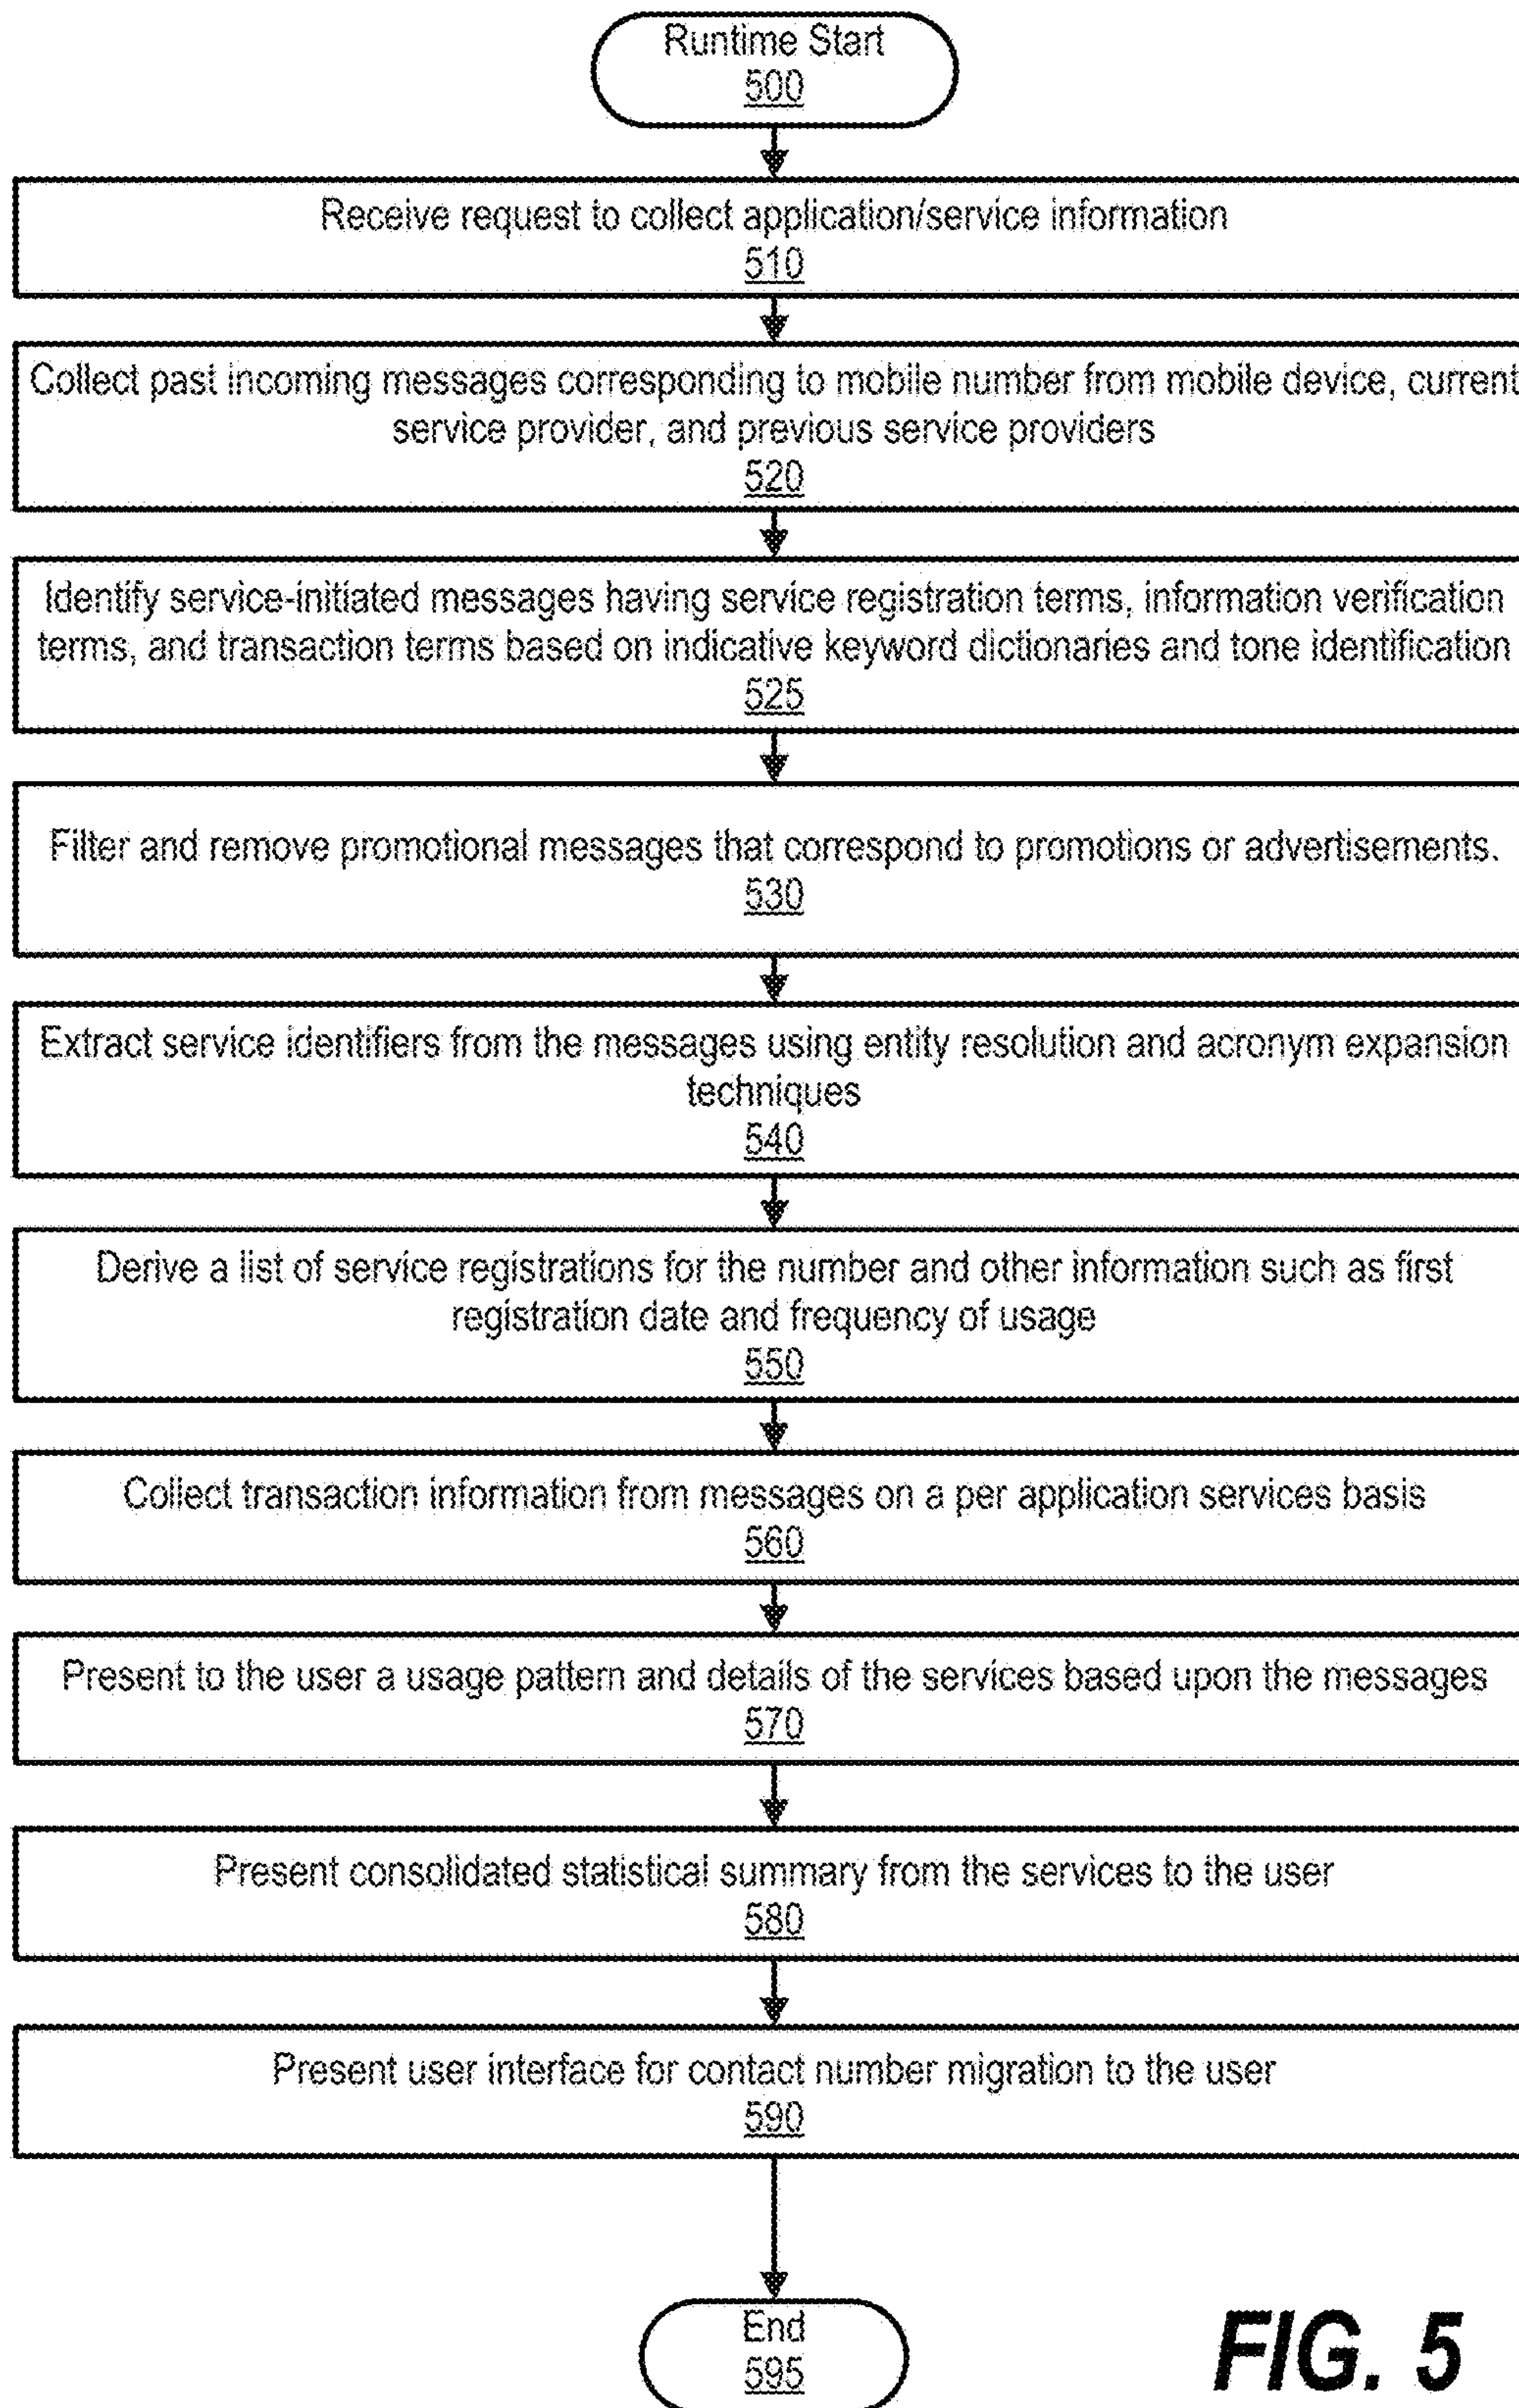 Runtime Start
500
Receive request to collect application/service information
510
Collect past incoming messages corresponding to mobile number from mobile device, current
service provider, and previous service providers
520
Identify service-initiated messages having service registration terms, information verification
terms, and transaction terms based on indicative keyword dictionaries and tone identification
525
Filter and remove promotional messages that correspond to promotions or advertisements.
530
Extract service identifiers from the messages using entity resolution and acronym expansion
techniques
540
Derive a list of service registrations for the number and other information such as first
registration date and frequency of usage
550
Collect transaction information from messages on a per application services basis
560
Present to the user a usage pattern and details of the services based upon the messages
570
Present consolidated statistical summary from the services to the user
580
Present user interface for contact number migration to the user
590
End
595
FIG. 5